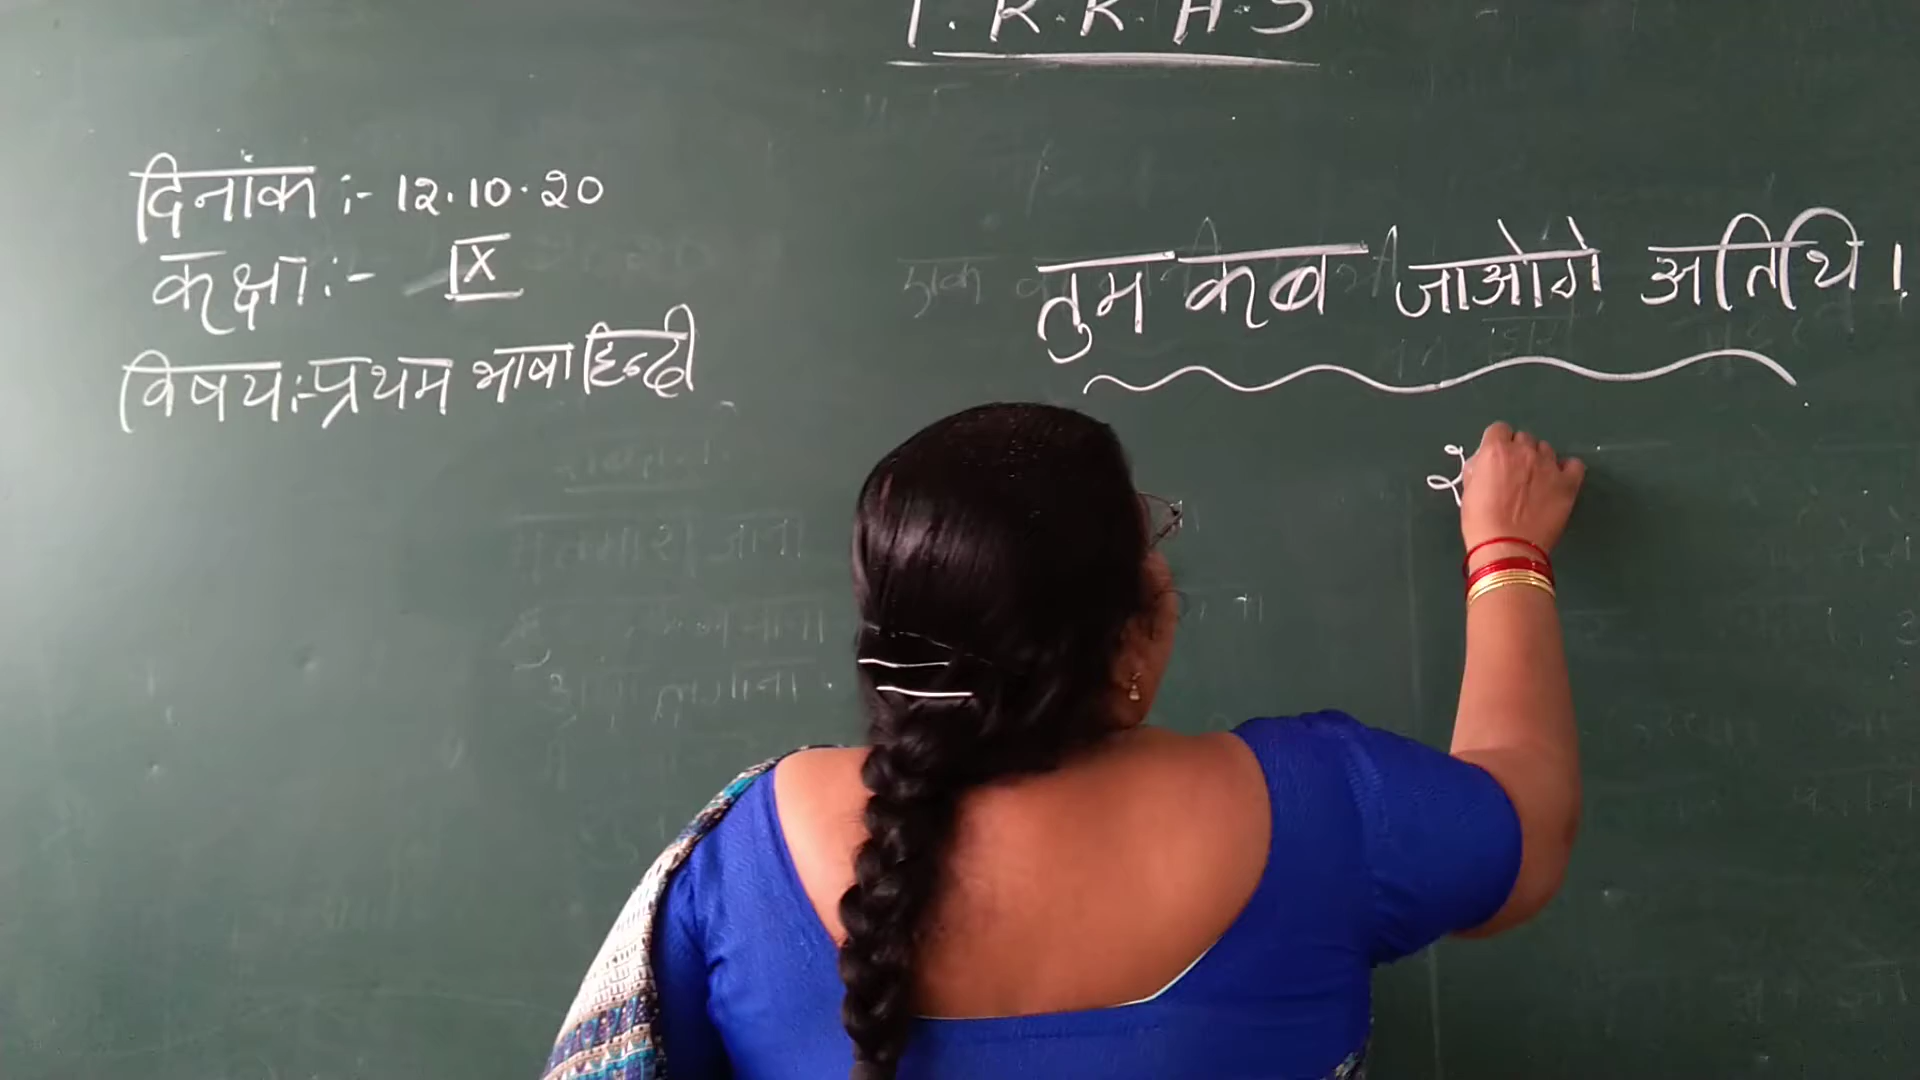 T.R.R.H.S
दिनांक :- 12.10.20
कक्षा :- IX
विषय :- प्रथम भाषा हिन्दी
तुम कब जाओगे अतिथि।